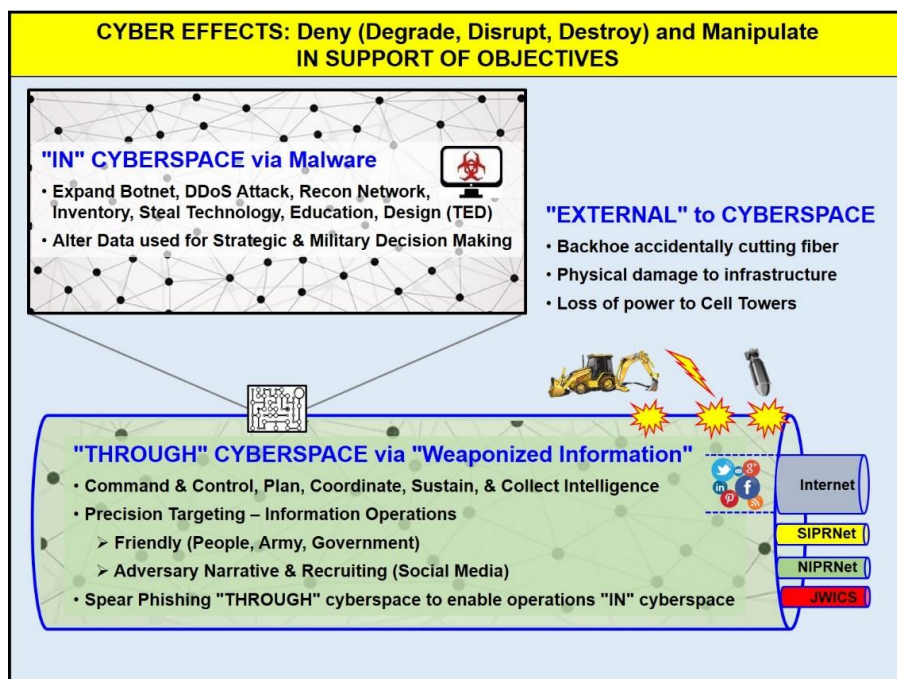 CYBER EFFECTS: Deny (Degrade, Disrupt, Destroy) and Manipulate
IN SUPPORT OF OBJECTIVES
"IN" CYBERSPACE via Malware
• Expand Botnet, DDoS Attack, Recon Network,
Inventory, Steal Technology, Education, Design (TED)
• Alter Data used for Strategic & Military Decision Making
"EXTERNAL" to CYBERSPACE
• Backhoe accidentally cutting fiber
• Physical damage to infrastructure
• Loss of power to Cell Towers
"THROUGH" CYBERSPACE via "Weaponized Information"
• Command & Control, Plan, Coordinate, Sustain, & Collect Intelligence
• Precision Targeting – Information Operations
➢ Friendly (People, Army, Government)
➢ Adversary Narrative & Recruiting (Social Media)
• Spear Phishing "THROUGH" cyberspace to enable operations "IN" cyberspace
g+
in
f
Internet
SIPRNet
NIPRNet
JWICS